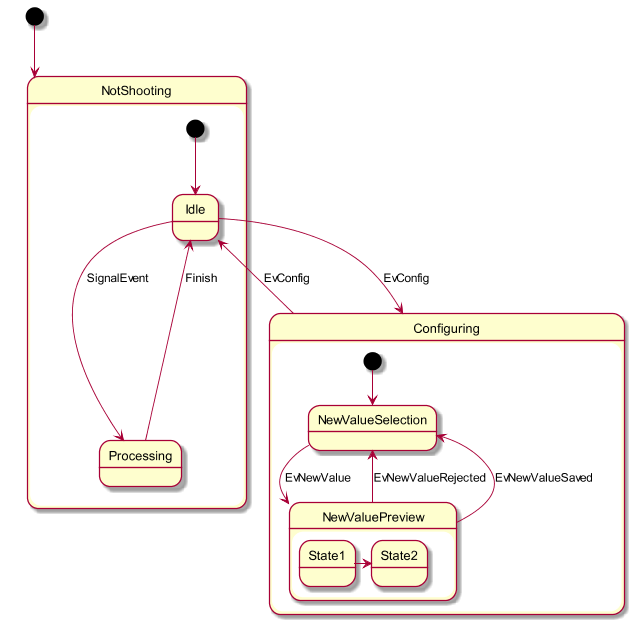 NotShooting
Idle
SignalEvent
Finish
EvConfig
EvConfig
Processing
Configuring
NewValueSelection
EvNewValue
EvNewValueRejected
EvNewValueSaved
NewValuePreview
State1
State2